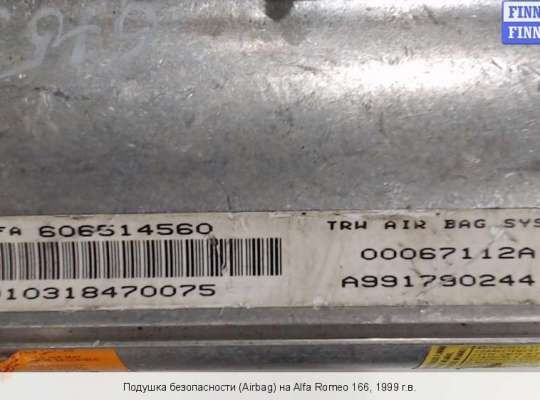 FINN
FINN
FA 606514560
TRW AIR BAG SYS
00067112A
010318470075
A991790244
Подушка безопасности (Airbag) на Alfa Romeo 166, 1999 г.в.